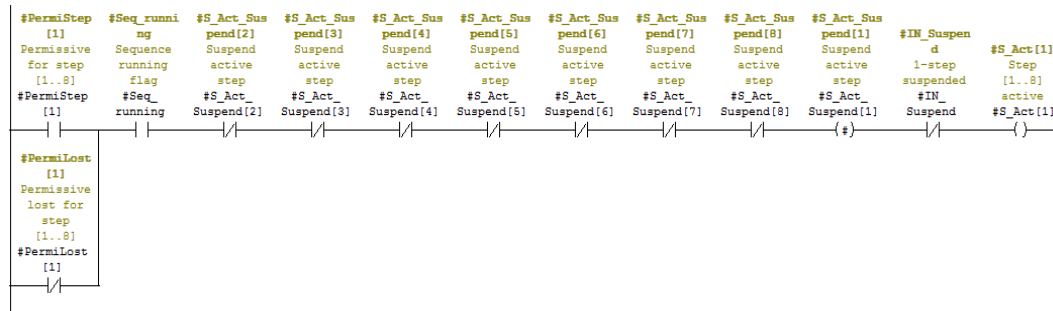 #PermiStep
[1]
Permissive
for step
[1..8]
#PermiStep
[1]
#Seq_runni
ng
Sequence
running
flag
#Seq_
running
#S_Act_Sus
pend[2]
Suspend
active
step
#S_Act_
Suspend[2]
#S_Act_Sus
pend[3]
Suspend
active
step
#S_Act_
Suspend[3]
#S_Act_Sus
pend[4]
Suspend
active
step
#S_Act_
Suspend[4]
#S_Act_Sus
pend[5]
Suspend
active
step
#S_Act_
Suspend[5]
#S_Act_Sus
pend[6]
Suspend
active
step
#S_Act_
Suspend[6]
#S_Act_Sus
pend[7]
Suspend
active
step
#S_Act_
Suspend[7]
#S_Act_Sus
pend[8]
Suspend
active
step
#S_Act_
Suspend[8]
#S_Act_Sus
pend[1]
Suspend
active
step
#S_Act_
Suspend[1]
(#)
#IN_Suspen
d
1-step
suspended
#IN_
Suspend
#S_Act[1]
Step
[1..8]
active
#S_Act[1]
#PermiLost
[1]
Permissive
lost for
step
[1..8]
#PermiLost
[1]